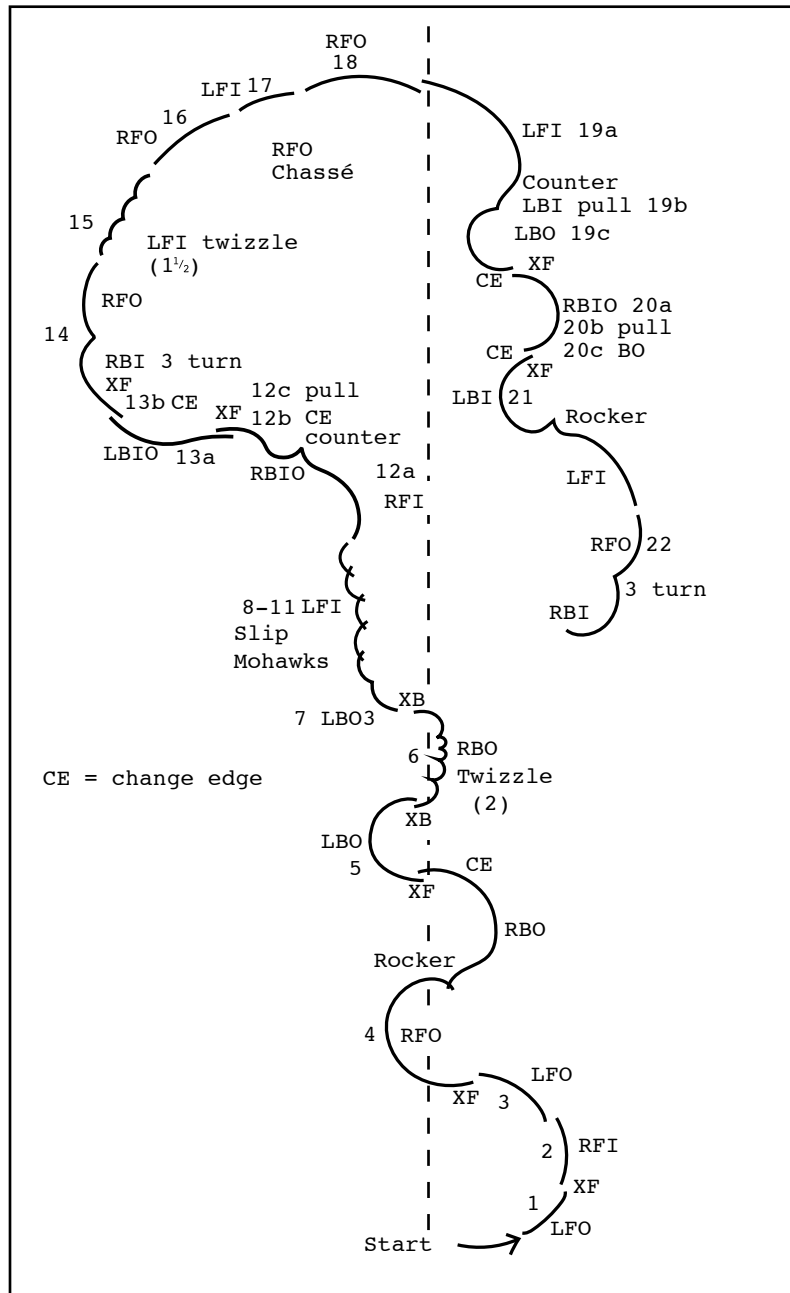 RFO
18
LFI 17
16
RFO
RFO
Chassé
LFI 19a
Counter
LBI pull 19b
LBO 19c
XF
CE
15
LFI twizzle
(1½)
RFO
14
RBIO 20a
20b pull
20c BO
CE
XF
RBI 3 turn
XF
13b CE
12c pull
XF 12b CE
counter
LBI 21
Rocker
LBIO 13a
RBIO
12a
RFI
LFI
RFO 22
3 turn
RBI
8-11 LFI
Slip
Mohawks
XB
7 LBO3
6
RBO
Twizzle
(2)
CE = change edge
XB
LBO
5
CE
XF
RBO
Rocker
4 RFO
LFO
XF 3
2 RFI
XF
1
LFO
Start